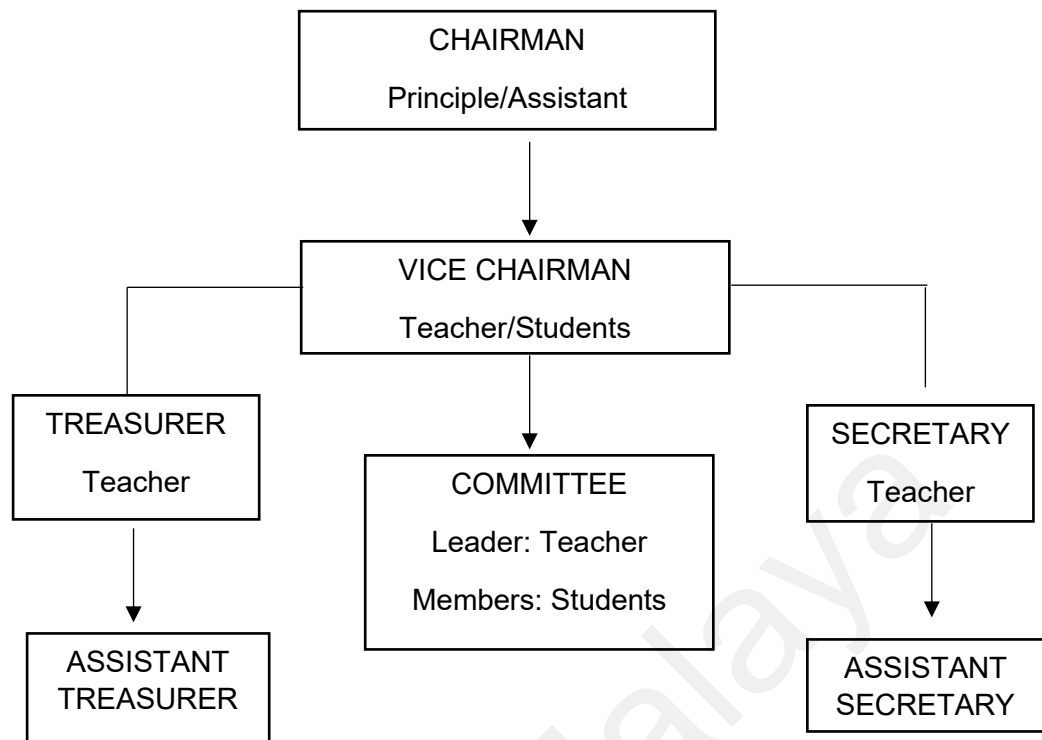 CHAIRMAN
Principle/Assistant
VICE CHAIRMAN
Teacher/Students
TREASURER
Teacher
COMMITTEE
Leader: Teacher
Members: Students
SECRETARY
Teacher
ASSISTANT
TREASURER
ASSISTANT
SECRETARY
alaya